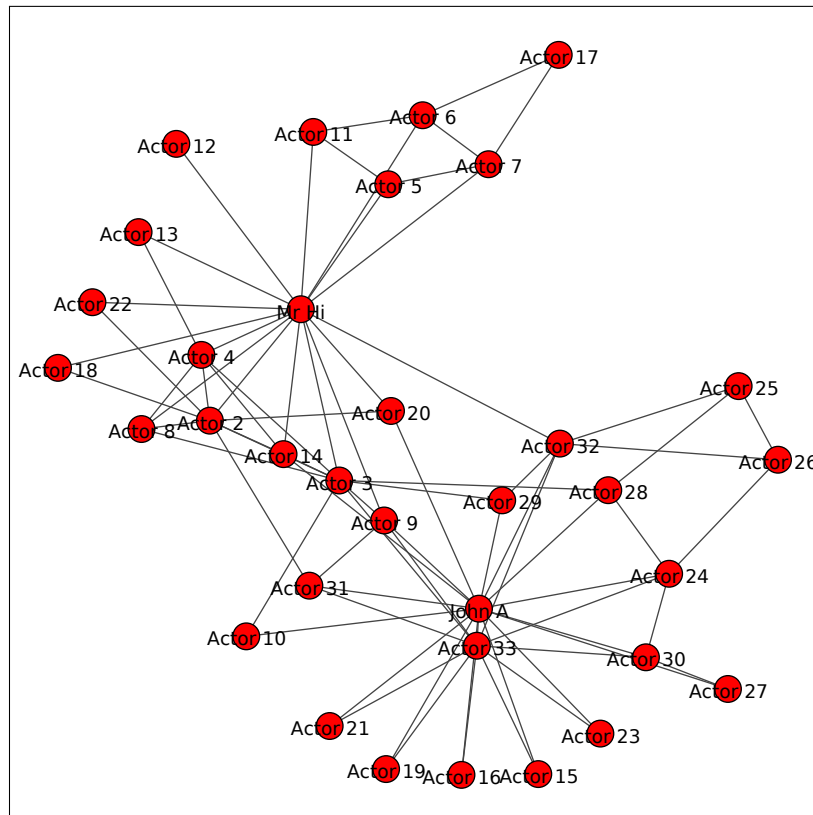 Actor 17
Actor 6
Actor 11
Actor 12
Actor 7
Actor 5
Actor 13
Actor 22
Mr Hi
Actor 4
Actor 18
Actor 25
Actor 20
Actor 2
Actor 8
Actor 32
Actor 14
Actor 26
Actor 3
Actor 28
Actor 29
Actor 9
Actor 24
Actor 31
John A
Actor 10
Actor 33
Actor 30
Actor 27
Actor 21
Actor 23
Actor 19
Actor 16
Actor 15